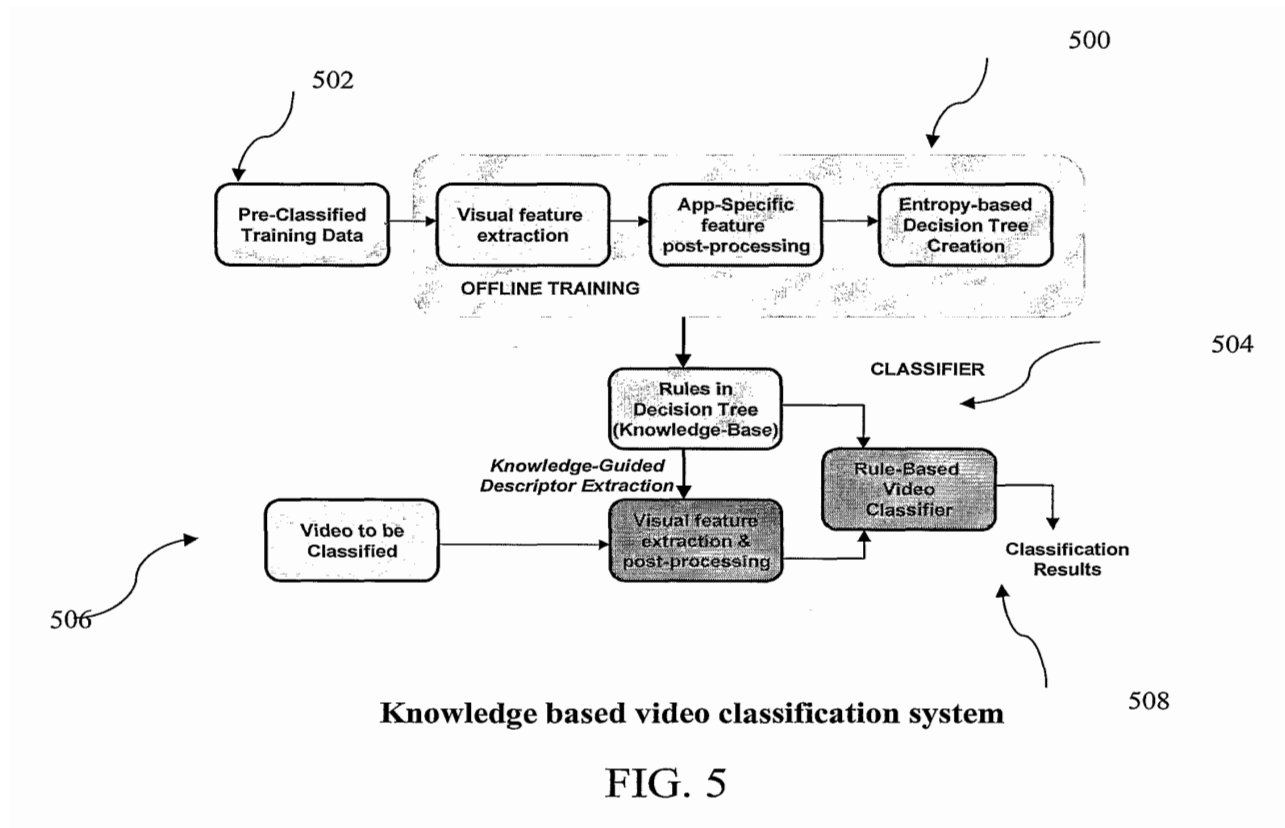 500
502
Pre-Classified
Training Data
Visual feature
extraction
App-Specific
feature
post-processing
Entropy-based
Decision Tree
Creation
OFFLINE TRAINING
504
CLASSIFIER
Rules in
Decision Tree
(Knowledge-Base)
Knowledge-Guided
Descriptor Extraction
Rule-Based
Video
Classifier
Video to be
Classified
Visual feature
extraction &
post-processing
Classification
Results
506
508
Knowledge based video classification system
FIG. 5